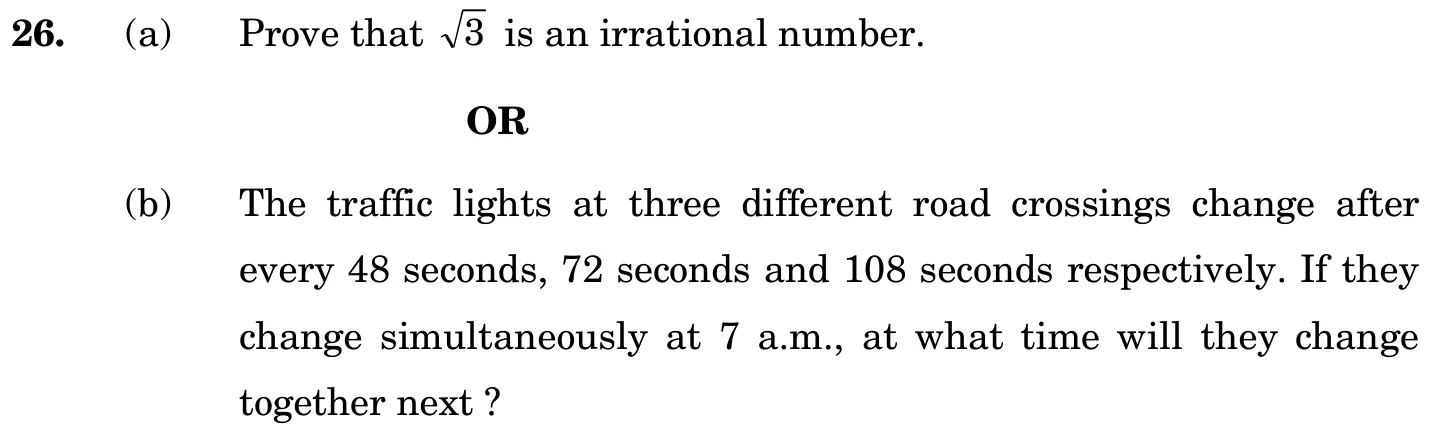 26. (a) Prove that √3 is an irrational number.
OR
(b) The traffic lights at three different road crossings change after
every 48 seconds, 72 seconds and 108 seconds respectively. If they
change simultaneously at 7 a.m., at what time will they change
together next ?